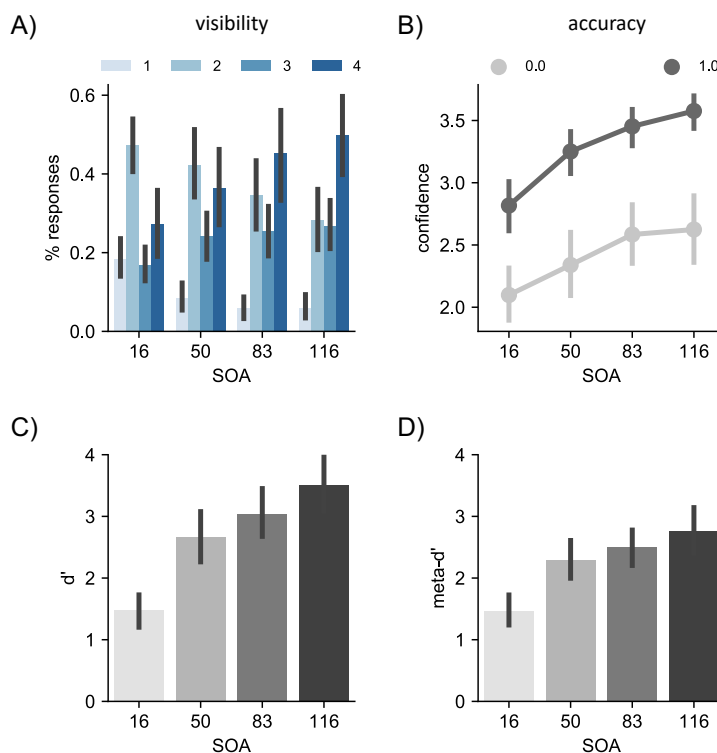 A)
visibility
1 2 3 4
% responses
0.6
0.4
0.2
0.0
16 50 83 116
SOA
B)
accuracy
0.0 1.0
confidence
3.5
3.0
2.5
2.0
16 50 83 116
SOA
C)
d'
4
3
2
1
0
16 50 83 116
SOA
D)
meta-d'
4
3
2
1
0
16 50 83 116
SOA